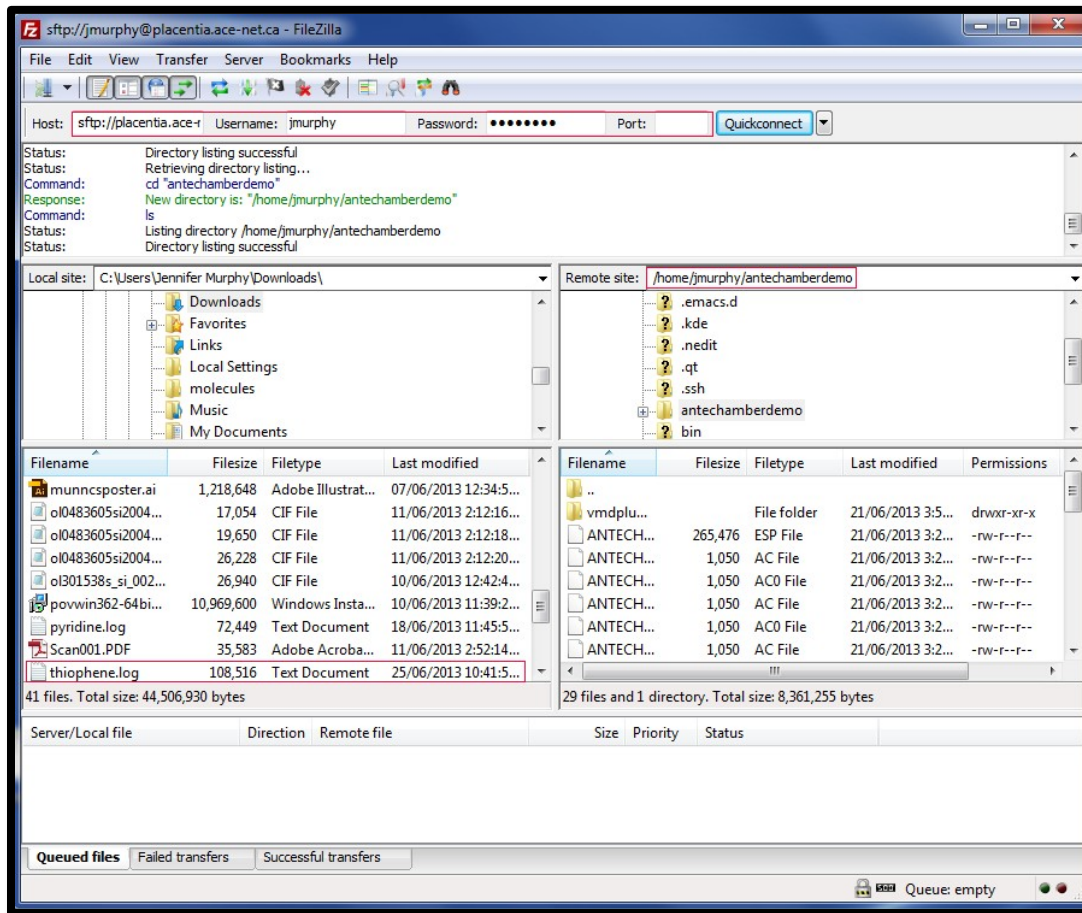 sftp://jmurphy@placentia.ace-net.ca - FileZilla
File Edit View Transfer Server Bookmarks Help
Host: sftp://placentia.ace-r Username: jmurphy Password: ●●●●●●●● Port: Quickconnect
Status: Directory listing successful
Status: Retrieving directory listing...
Command: cd "antechamberdemo"
Response: New directory is: "/home/jmurphy/antechamberdemo"
Command: ls
Status: Listing directory /home/jmurphy/antechamberdemo
Status: Directory listing successful
Local site: C:\Users\Jennifer Murphy\Downloads\
Downloads
Favorites
Links
Local Settings
molecules
Music
My Documents
Remote site: /home/jmurphy/antechamberdemo
.emacs.d
.kde
.nedit
.qt
.ssh
antechamberdemo
bin
Filename Filesize Filetype Last modified
munncsposter.ai 1,218,648 Adobe Illustrat... 07/06/2013 12:34:5...
ol0483605si2004... 17,054 CIF File 11/06/2013 2:12:16...
ol0483605si2004... 19,650 CIF File 11/06/2013 2:12:18...
ol0483605si2004... 26,228 CIF File 11/06/2013 2:12:20...
ol301538s_si_002... 26,940 CIF File 10/06/2013 12:42:4...
povwin362-64bi... 10,969,600 Windows Insta... 10/06/2013 11:39:2...
pyridine.log 72,449 Text Document 18/06/2013 11:45:5...
Scan001.PDF 35,583 Adobe Acroba... 11/06/2013 2:52:14...
thiophene.log 108,516 Text Document 25/06/2013 10:41:5...
41 files. Total size: 44,506,930 bytes
Filename Filesize Filetype Last modified Permissions
..
vmdplu... File folder 21/06/2013 3:5... drwxr-xr-x
ANTECH... 265,476 ESP File 21/06/2013 3:2... -rw-r--r--
ANTECH... 1,050 AC File 21/06/2013 3:2... -rw-r--r--
ANTECH... 1,050 AC0 File 21/06/2013 3:2... -rw-r--r--
ANTECH... 1,050 AC File 21/06/2013 3:2... -rw-r--r--
ANTECH... 1,050 AC0 File 21/06/2013 3:2... -rw-r--r--
ANTECH... 1,050 AC File 21/06/2013 3:2... -rw-r--r--
29 files and 1 directory. Total size: 8,361,255 bytes
Server/Local file Direction Remote file Size Priority Status
Queued files Failed transfers Successful transfers
Queue: empty